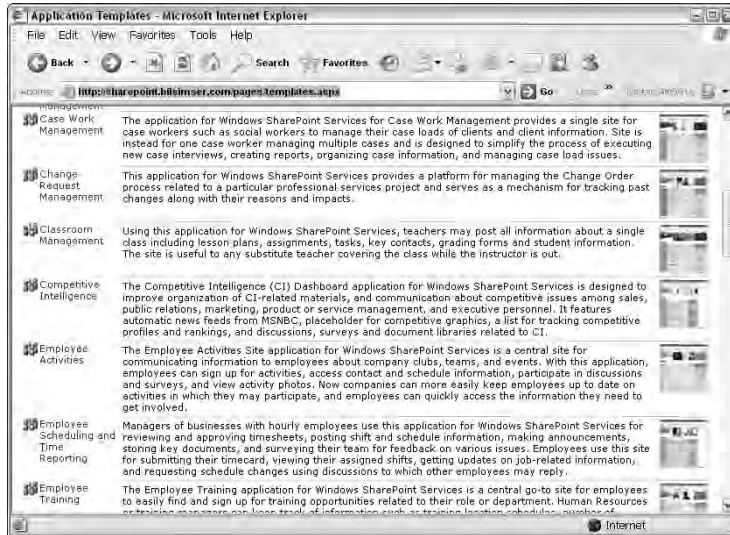 Application Templates - Microsoft Internet Explorer
File Edit View Favorites Tools Help
Back Search Favorites
http://sharepoint.bilsimser.com/pages/templates.aspx Go
Management
Case Work
Management
The application for Windows SharePoint Services for Case Work Management provides a single site for
case workers such as social workers to manage their case loads of clients and client information. Site is
instead for one case worker managing multiple cases and is designed to simplify the process of executing
new case interviews, creating reports, organizing case information, and managing case load issues.
Change
Request
Management
This application for Windows SharePoint Services provides a platform for managing the Change Order
process related to a particular professional services project and serves as a mechanism for tracking past
changes along with their reasons and impacts.
Classroom
Management
Using this application for Windows SharePoint Services, teachers may post all information about a single
class including lesson plans, assignments, tasks, key contacts, grading forms and student information.
The site is useful to any substitute teacher covering the class while the instructor is out.
Competitive
Intelligence
The Competitive Intelligence (CI) Dashboard application for Windows SharePoint Services is designed to
improve organization of CI-related materials, and communication about competitive issues among sales,
public relations, marketing, product or service management, and executive personnel. It features
automatic news feeds from MSNBC, placeholder for competitive graphics, a list for tracking competitive
profiles and rankings, and discussions, surveys and document libraries related to CI.
Employee
Activities
The Employee Activities Site application for Windows SharePoint Services is a central site for
communicating information to employees about company clubs, teams, and events. With this application,
employees can sign up for activities, access contact and schedule information, participate in discussions
and surveys, and view activity photos. Now companies can more easily keep employees up to date on
activities in which they may participate, and employees can quickly access the information they need to
get involved.
Employee
Scheduling and
Time
Reporting
Managers of businesses with hourly employees use this application for Windows SharePoint Services for
reviewing and approving timesheets, posting shift and schedule information, making announcements,
storing key documents, and surveying their team for feedback on various issues. Employees use this site
for submitting their timecard, viewing their assigned shifts, getting updates on job-related information,
and requesting schedule changes using discussions to which other employees may reply.
Employee
Training
The Employee Training application for Windows SharePoint Services is a central go-to site for employees
to easily find and sign up for training opportunities related to their role or department. Human Resources
or training managers can keep track of information such as training location schedules, number of
Internet